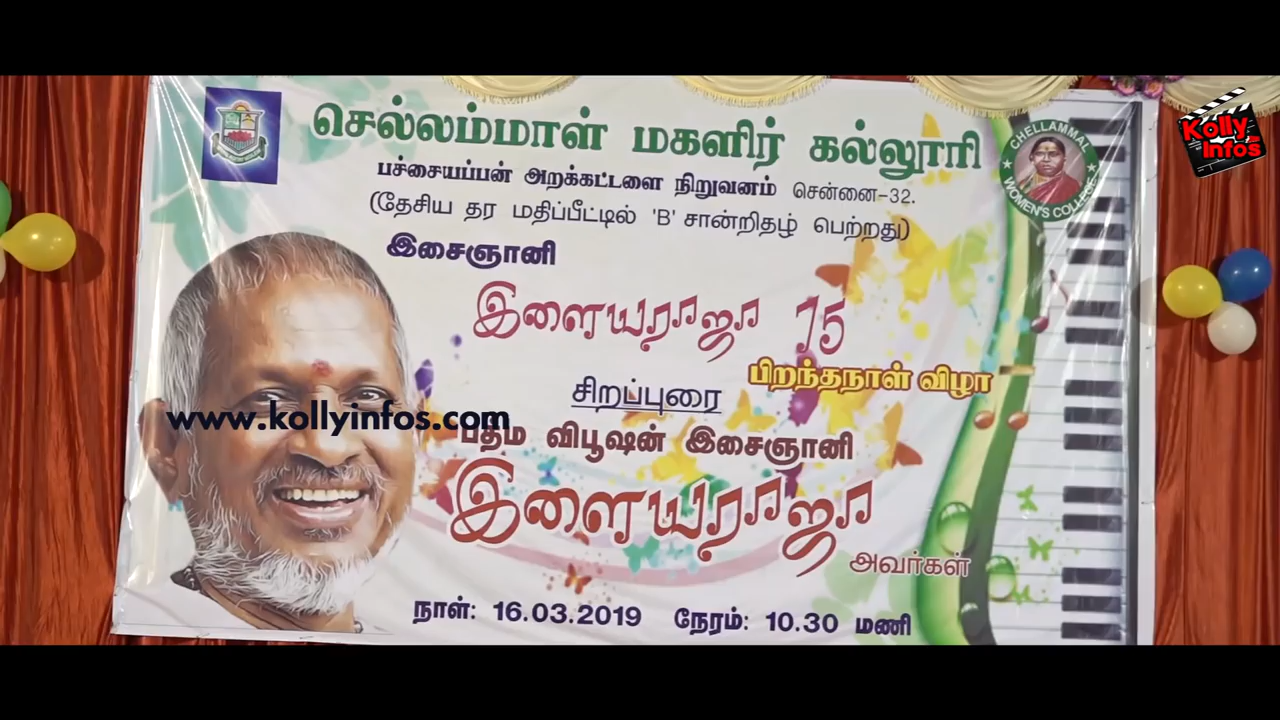 செல்லம்மாள் மகளிர் கல்லூரி
பச்சையப்பன் அறக்கட்டளை நிறுவனம் சென்னை-32.
(தேசிய தர மதிப்பீட்டில் 'B' சான்றிதழ் பெற்றது)
CHELLAMMAL
WOMEN'S COLLEGE
Kolly
Infos
இசைஞானி
இளையராஜா 75
பிறந்தநாள் விழா
சிறப்புரை
www.kollyinfos.com
பத்ம விபூஷன் இசைஞானி
இளையராஜா
அவர்கள்
நாள்: 16.03.2019 நேரம்: 10.30 மணி